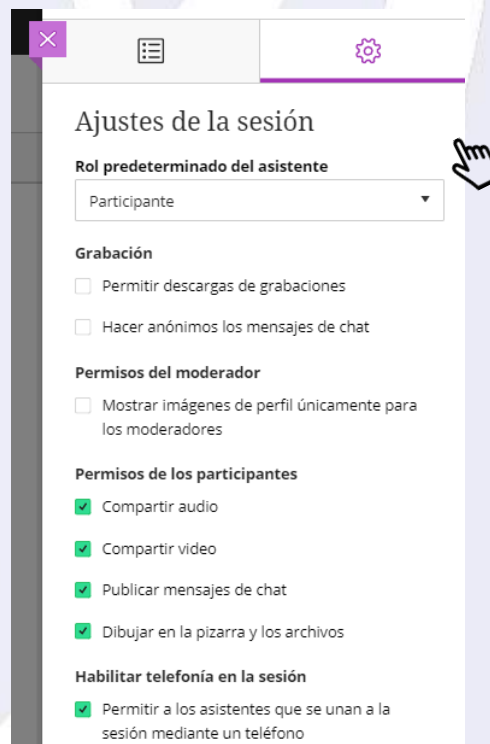 Ajustes de la sesión
Rol predeterminado del asistente
Participante
Grabación
Permitir descargas de grabaciones
Hacer anónimos los mensajes de chat
Permisos del moderador
Mostrar imágenes de perfil únicamente para
los moderadores
Permisos de los participantes
Compartir audio
Compartir video
Publicar mensajes de chat
Dibujar en la pizarra y los archivos
Habilitar telefonía en la sesión
Permitir a los asistentes que se unan a la
sesión mediante un teléfono